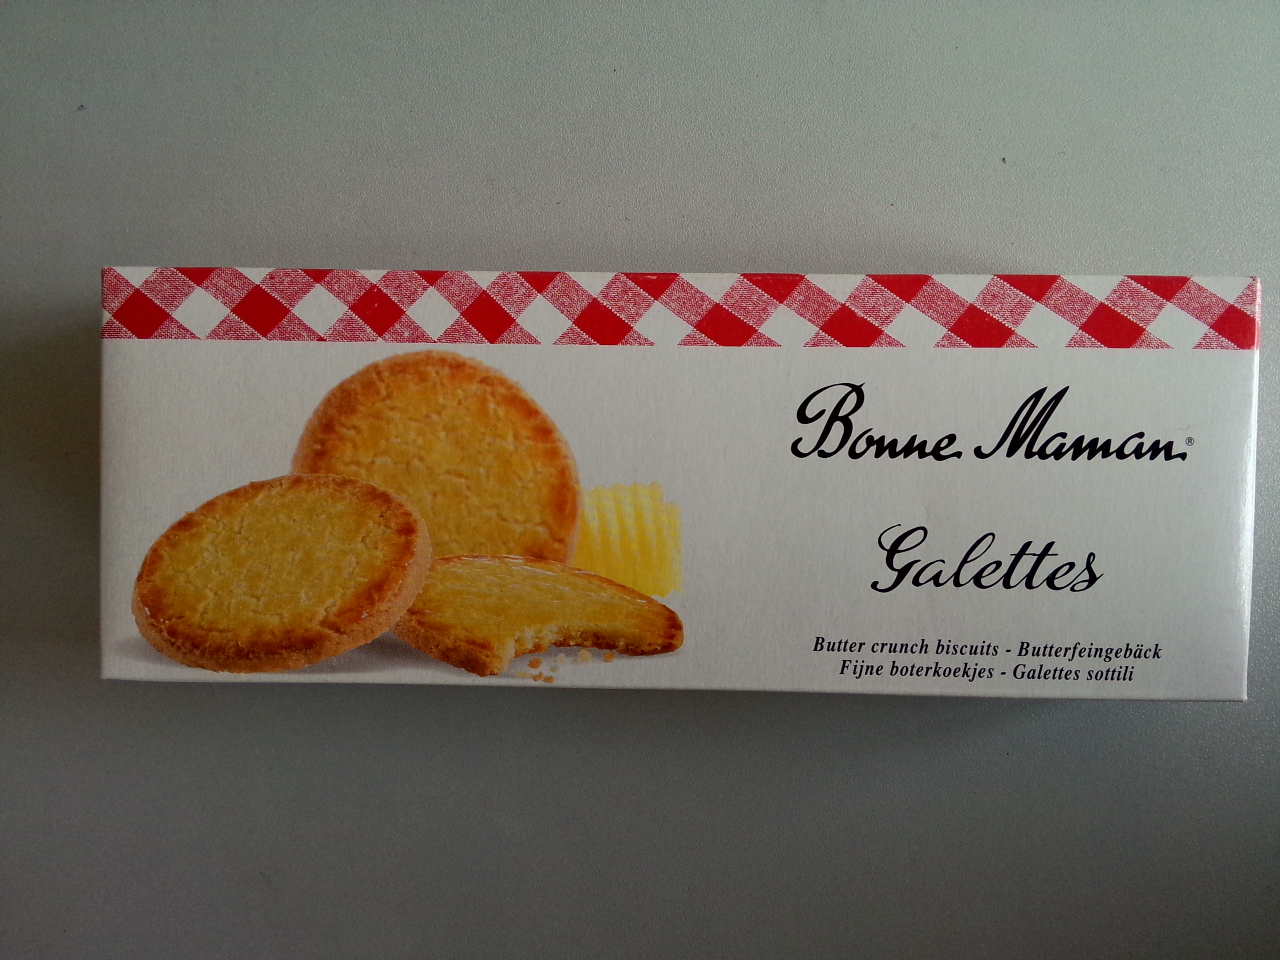 Bonne Maman®
Galettes
Butter crunch biscuits - Butterfeingebäck
Fijne boterkoekjes - Galettes sottili